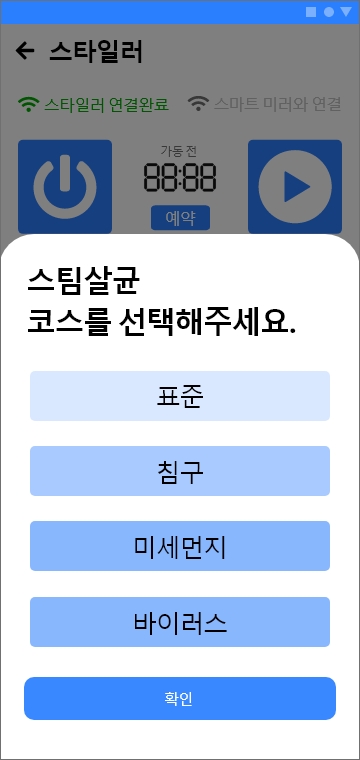 스타일러
스타일러 연결완료
스마트 미러와 연결
가동 전
88:88
예약
스팀살균
코스를 선택해주세요.
표준
침구
미세먼지
바이러스
확인